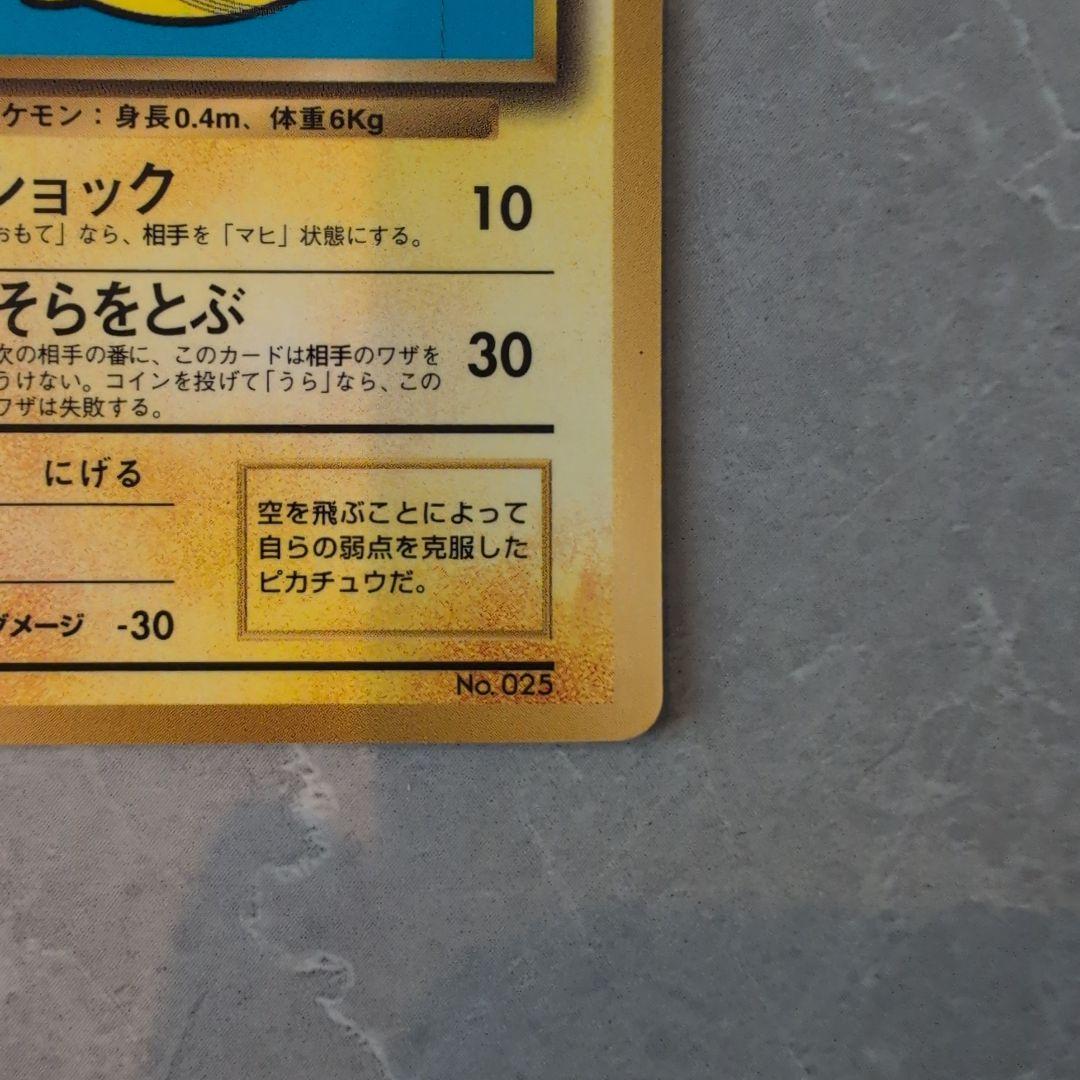 ケモン：身長0.4m、体重6Kg
ショック 10
おもて」なら、相手を「マヒ」状態にする。
そらをとぶ 30
次の相手の番に、このカードは相手のワザを
うけない。コインを投げて「うら」なら、この
ワザは失敗する。
にげる
空を飛ぶことによって
自らの弱点を克服した
ピカチュウだ。
ダメージ -30
No. 025